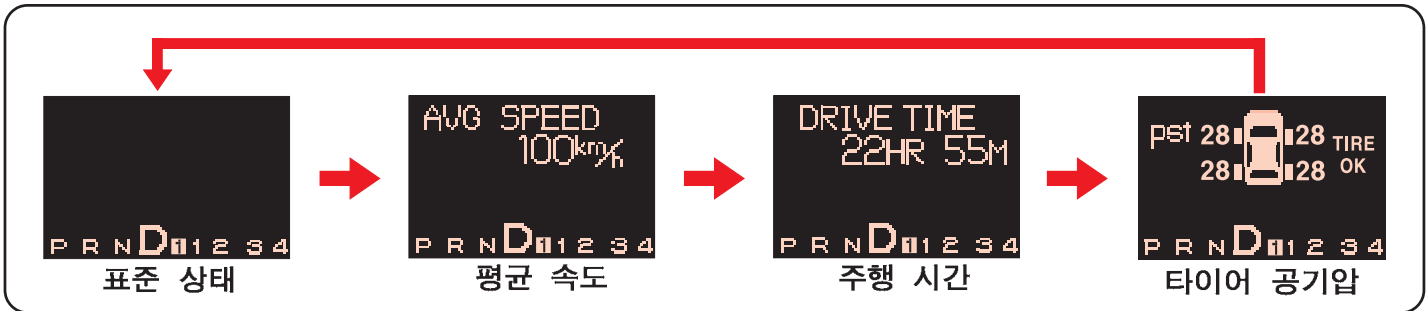 P R N D 1 1 2 3 4
표준 상태
AVG SPEED
100km/h
P R N D 1 1 2 3 4
평균 속도
DRIVE TIME
22HR 55M
P R N D 1 1 2 3 4
주행 시간
pst 28 28 TIRE
28 28 OK
P R N D 1 1 2 3 4
타이어 공기압